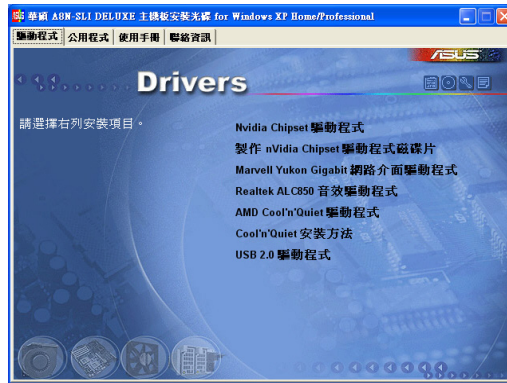 華碩 A8N-SLI DELUXE 主機板安裝光碟 for Windows XP Home/Professional
驅動程式 公用程式 使用手冊 聯絡資訊
ASUS
Drivers
請選擇右列安裝項目。
Nvidia Chipset 驅動程式
製作 nVidia Chipset 驅動程式磁碟片
Marvell Yukon Gigabit 網路介面驅動程式
Realtek ALC850 音效驅動程式
AMD Cool'n'Quiet 驅動程式
Cool'n'Quiet 安裝方法
USB 2.0 驅動程式